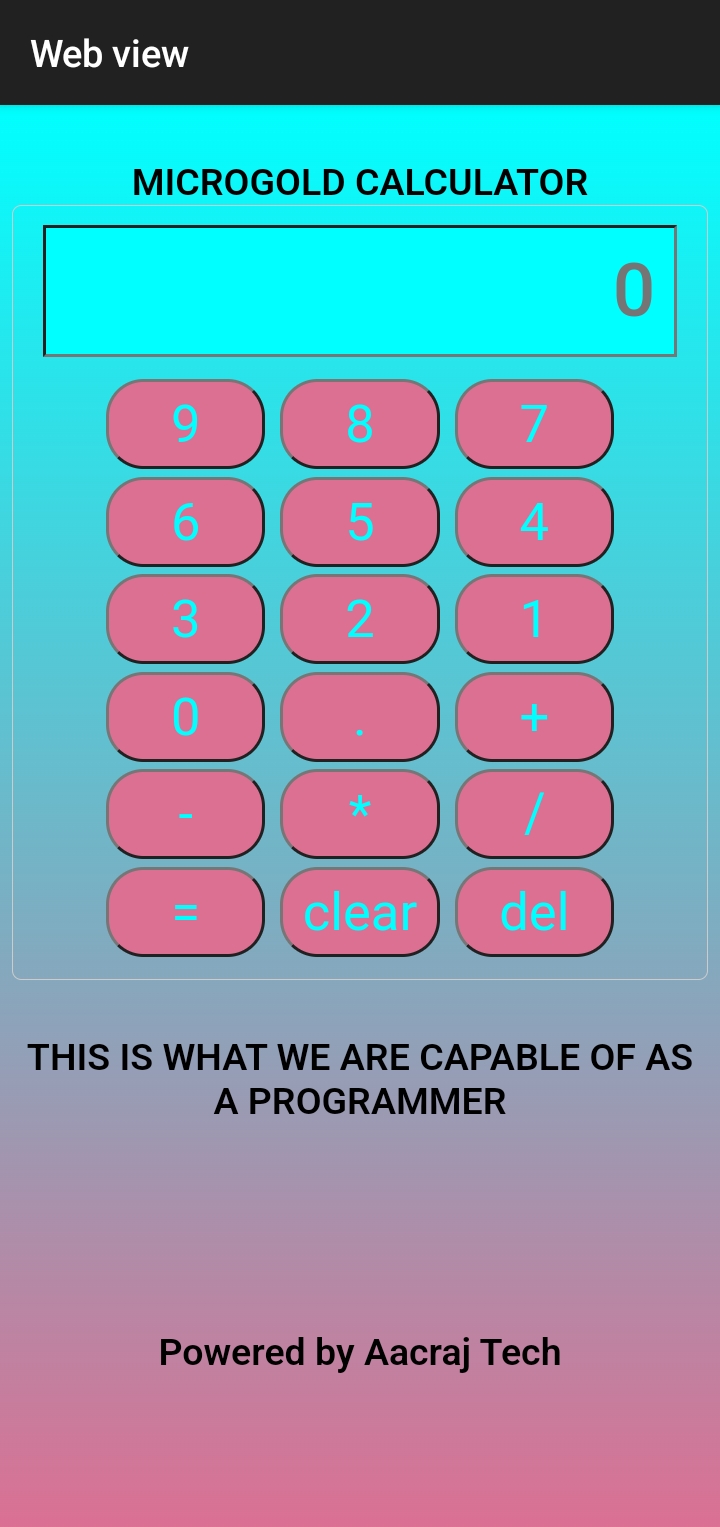 Web view
MICROGOLD CALCULATOR
0
9 8 7
6 5 4
3 2 1
0 . +
- * /
= clear del
THIS IS WHAT WE ARE CAPABLE OF AS
A PROGRAMMER
Powered by Aacraj Tech